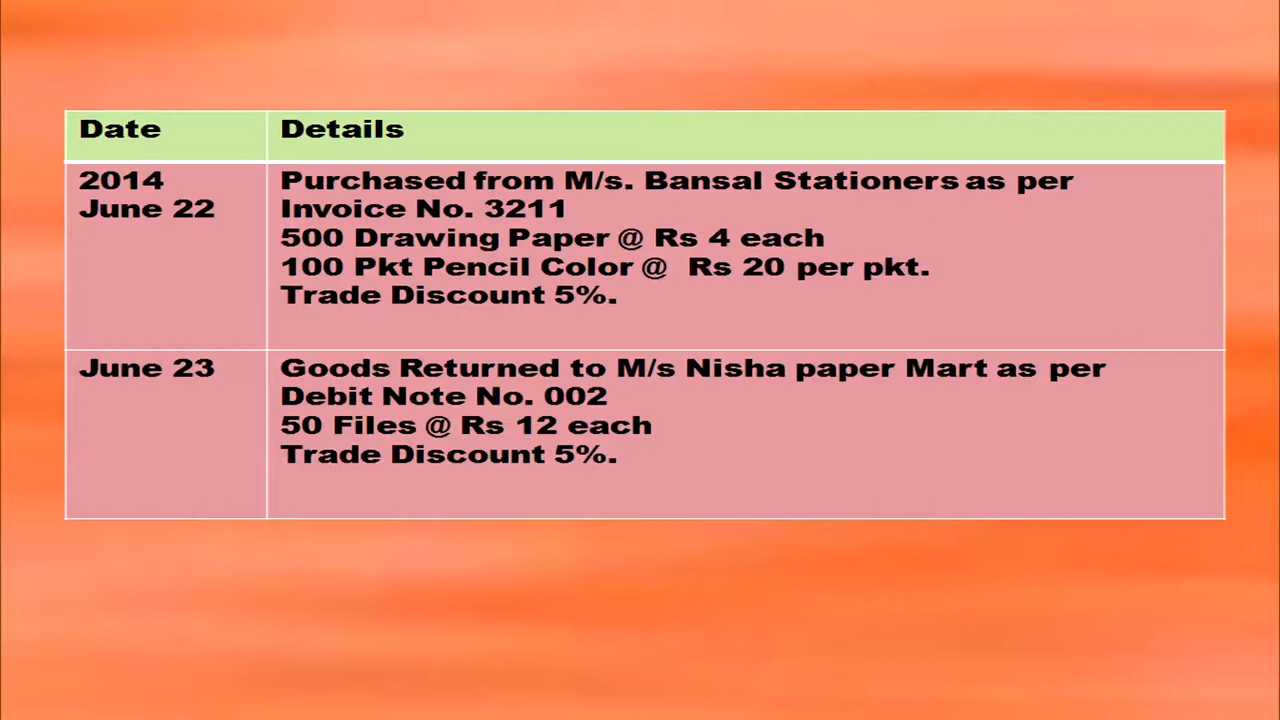 Date Details
2014 Purchased from M/s. Bansal Stationers as per
June 22 Invoice No. 3211
500 Drawing Paper @ Rs 4 each
100 Pkt Pencil Color @ Rs 20 per pkt.
Trade Discount 5%.
June 23 Goods Returned to M/s Nisha paper Mart as per
Debit Note No. 002
50 Files @ Rs 12 each
Trade Discount 5%.